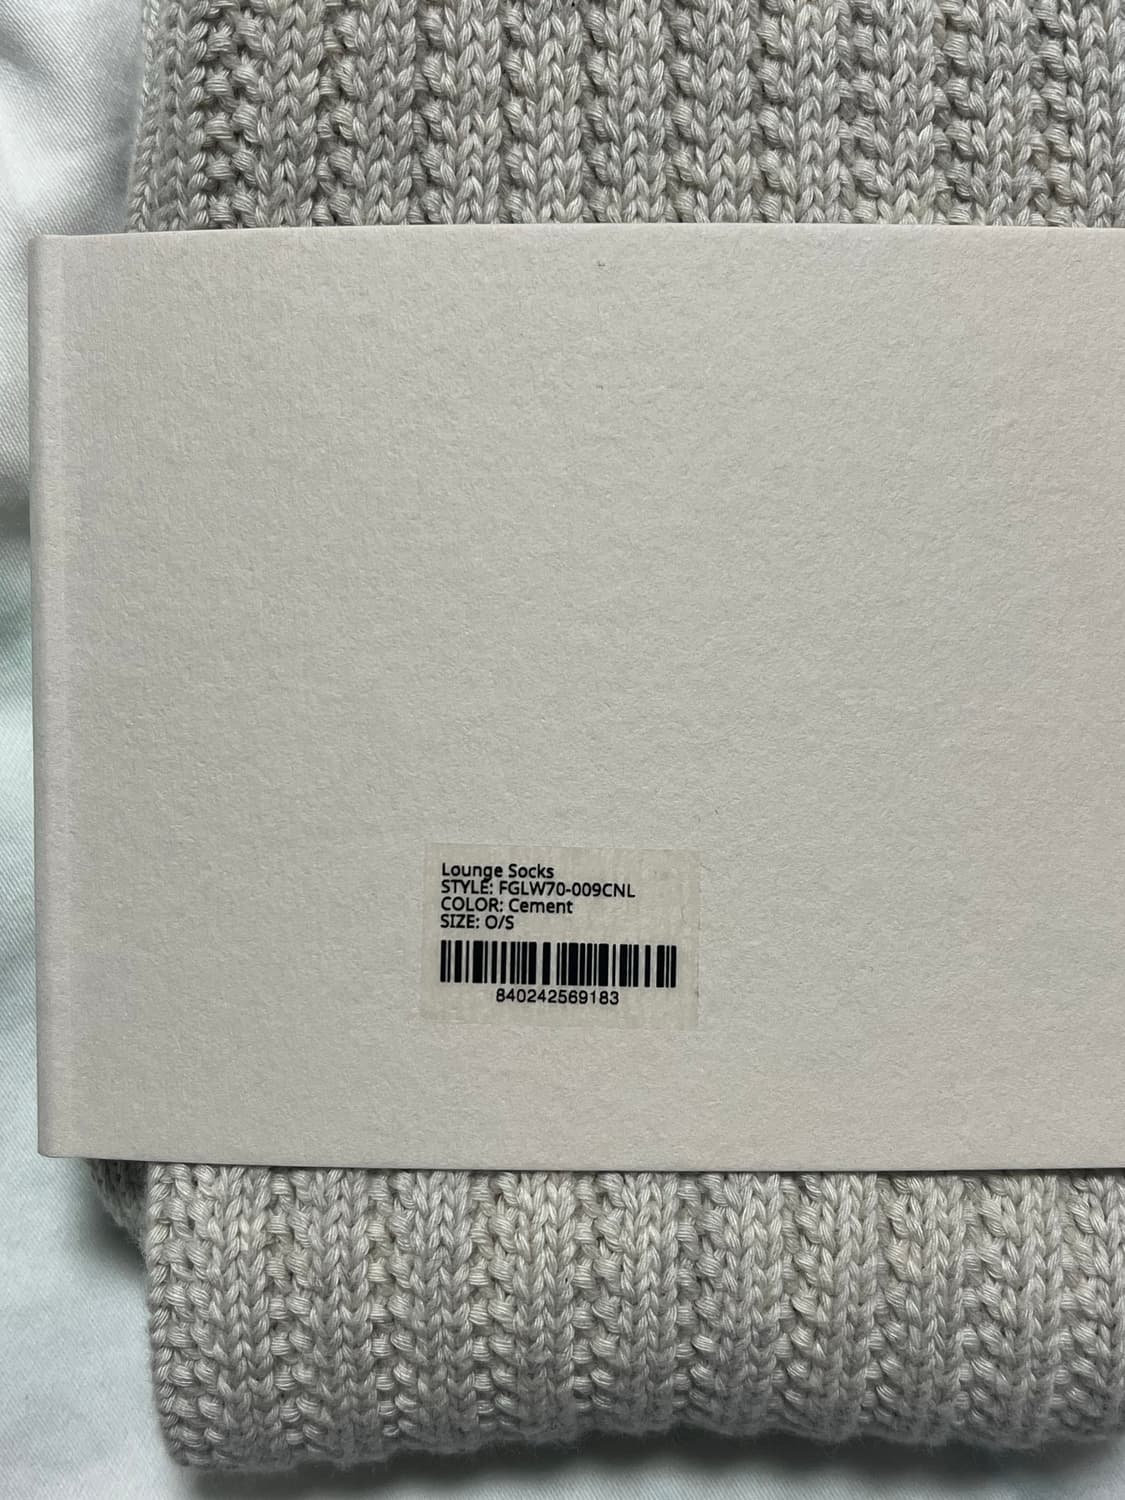 Lounge Socks
STYLE: FGLW70-009CNL
COLOR: Cement
SIZE: O/S
840242569183